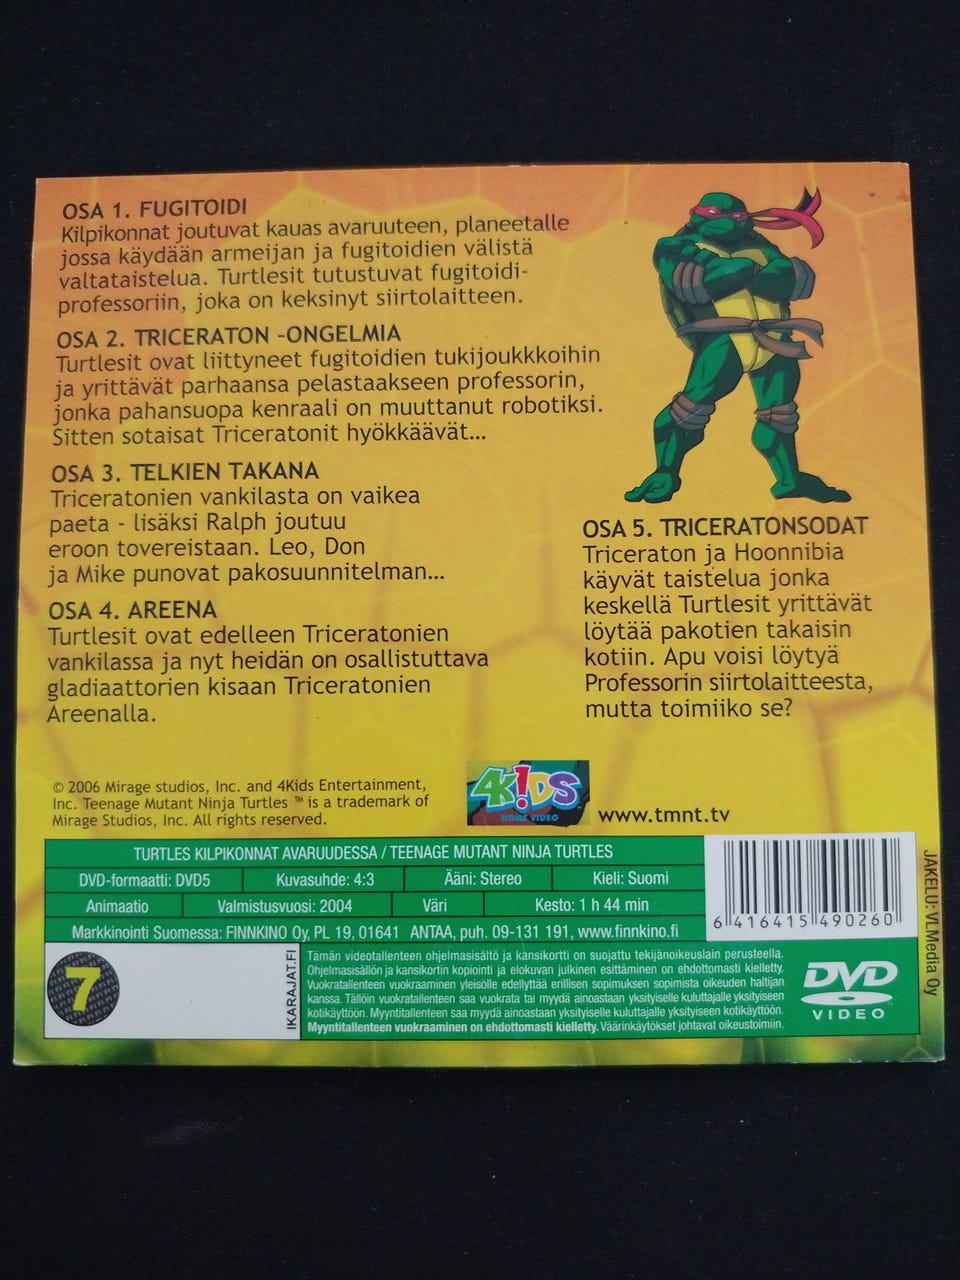 OSA 1. FUGITOIDI
Kilpikonnat joutuvat kauas avaruuteen, planeetalle
jossa käydään armeijan ja fugitoidien välistä
valtataistelua. Turtlesit tutustuvat fugitoidi-
professoriin, joka on keksinyt siirtolaitteen.
OSA 2. TRICERATON -ONGELMIA
Turtlesit ovat liittyneet fugitoidien tukijoukkkoihin
ja yrittävät parhaansa pelastaakseen professorin,
jonka pahansuopa kenraali on muuttanut robotiksi.
Sitten sotaisat Triceratonit hyökkäävät...
OSA 3. TELKIEN TAKANA
Triceratonien vankilasta on vaikea
paeta - lisäksi Ralph joutuu
eroon tovereistaan. Leo, Don
ja Mike punovat pakosuunnitelman...
OSA 4. AREENA
Turtlesit ovat edelleen Triceratonien
vankilassa ja nyt heidän on osallistuttava
gladiaattorien kisaan Triceratonien
Areenalla.
OSA 5. TRICERATONSODAT
Triceraton ja Hoonnibia
käyvät taistelua jonka
keskellä Turtlesit yrittävät
löytää pakotien takaisin
kotiin. Apu voisi löytyä
Professorin siirtolaitteesta,
mutta toimiiko se?
© 2006 Mirage studios, Inc. and 4Kids Entertainment,
Inc. Teenage Mutant Ninja Turtles ™ is a trademark of
Mirage Studios, Inc. All rights reserved.
4K!DS
HOME VIDEO
www.tmnt.tv
TURTLES KILPIKONNAT AVARUUDESSA / TEENAGE MUTANT NINJA TURTLES
DVD-formaatti: DVD5 Kuvasuhde: 4:3 Ääni: Stereo Kieli: Suomi
Animaatio Valmistusvuosi: 2004 Väri Kesto: 1 h 44 min
Markkinointi Suomessa: FINNKINO Oy, PL 19, 01641 ANTAA, puh. 09-131 191, www.finnkino.fi
6 416415 490260
JAKELU: VLMedia Oy
7
IKARAJAT.FI
Tämän videotallenteen ohjelmasisältö ja kansikortti on suojattu tekijänoikeuslain perusteella.
Ohjelmasisällön ja kansikortin kopiointi ja elokuvan julkinen esittäminen on ehdottomasti kielletty.
Vuokratallenteen vuokraaminen yleisölle edellyttää erillisen sopimuksen sopimista oikeuden haltijan
kanssa. Tällöin vuokratallenteen saa vuokrata tai myydä ainoastaan yksityiselle kuluttajalle yksityiseen
kotikäyttöön. Myyntitallenteen saa myydä ainoastaan yksityiselle kuluttajalle yksityiseen kotikäyttöön.
Myyntitallenteen vuokraaminen on ehdottomasti kielletty. Väärinkäytökset johtavat oikeustoimiin.
DVD
VIDEO